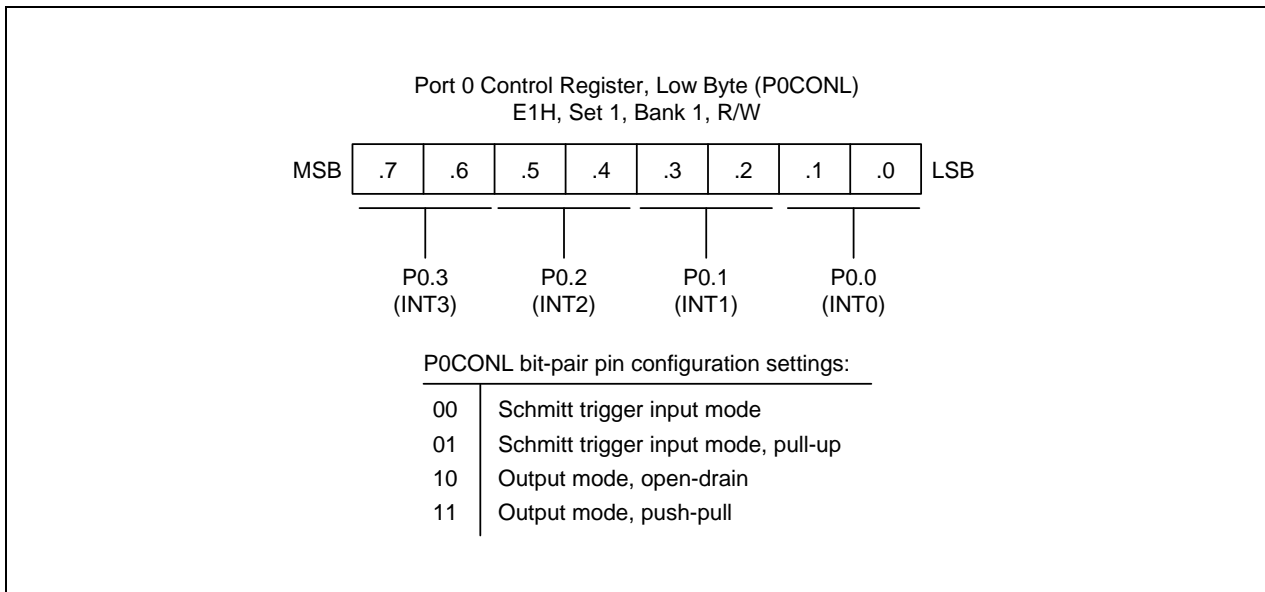 Port 0 Control Register, Low Byte (P0CONL)
E1H, Set 1, Bank 1, R/W
MSB .7 .6 .5 .4 .3 .2 .1 .0 LSB
P0.3 P0.2 P0.1 P0.0
(INT3) (INT2) (INT1) (INT0)
P0CONL bit-pair pin configuration settings:
00 Schmitt trigger input mode
01 Schmitt trigger input mode, pull-up
10 Output mode, open-drain
11 Output mode, push-pull